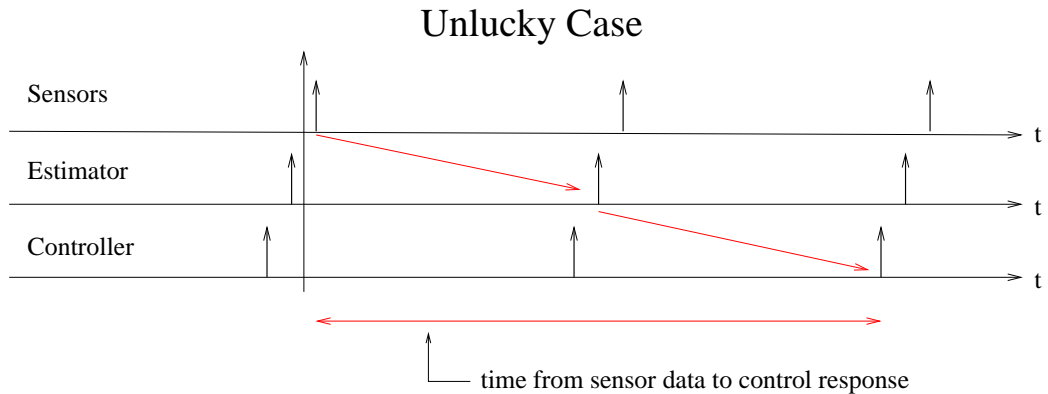 Unlucky Case
Sensors
t
Estimator
t
Controller
t
time from sensor data to control response